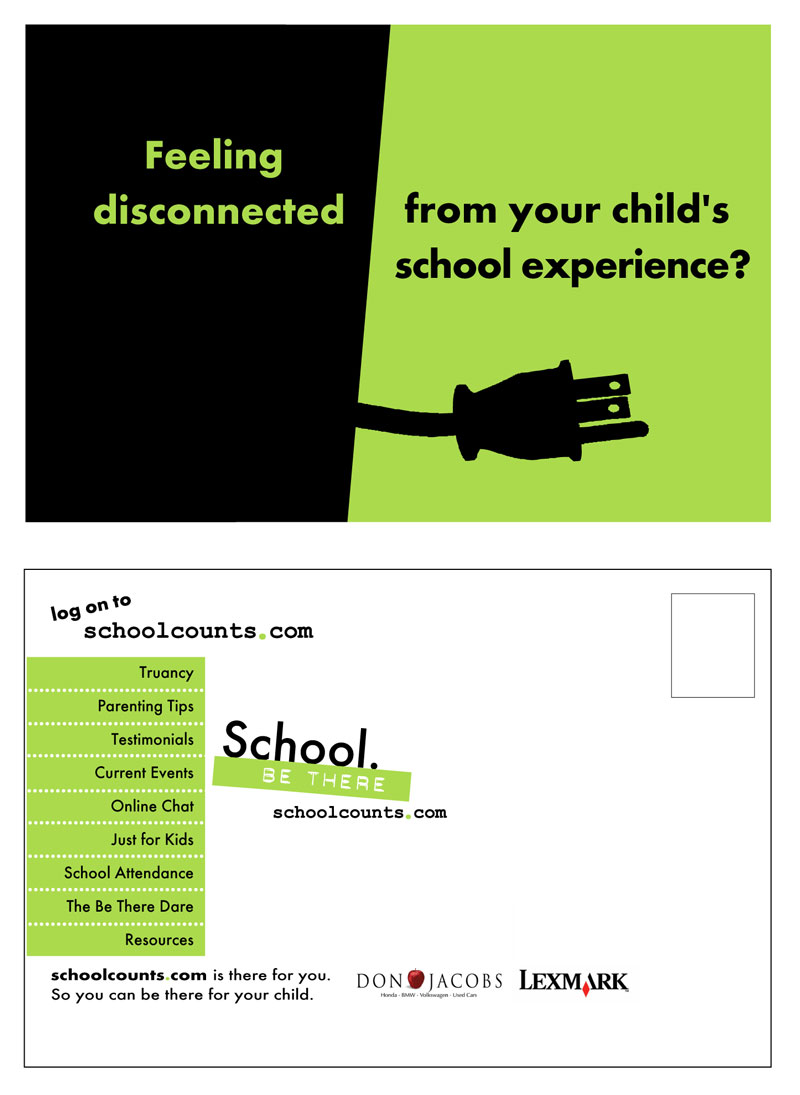 Feeling
disconnected
from your child's
school experience?
log on to
schoolcounts.com
Truancy
Parenting Tips
Testimonials
Current Events
Online Chat
Just for Kids
School Attendance
The Be There Dare
Resources
School.
BE THERE
schoolcounts.com
schoolcounts.com is there for you.
So you can be there for your child.
DON JACOBS
Honda - BMW - Volkswagen - Used Cars
LEXMARK